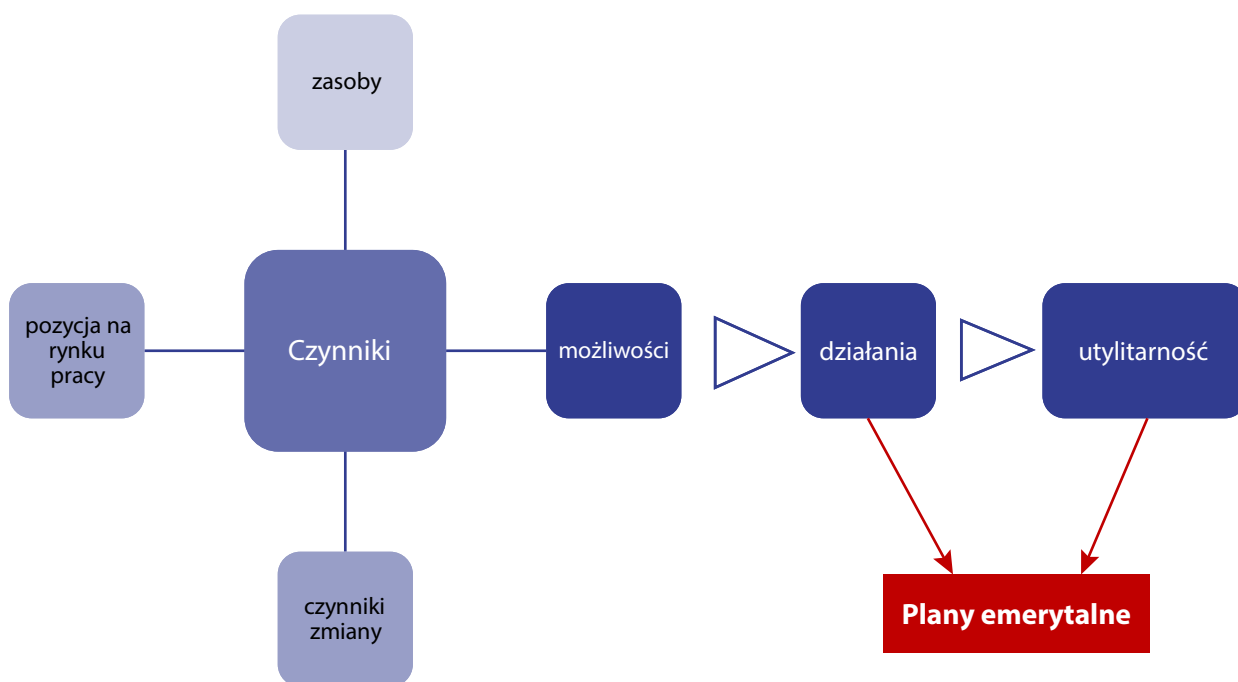 zasoby
pozycja na
rynku
pracy
Czynniki
możliwości
działania
utylitarność
czynniki
zmiany
Plany emerytalne